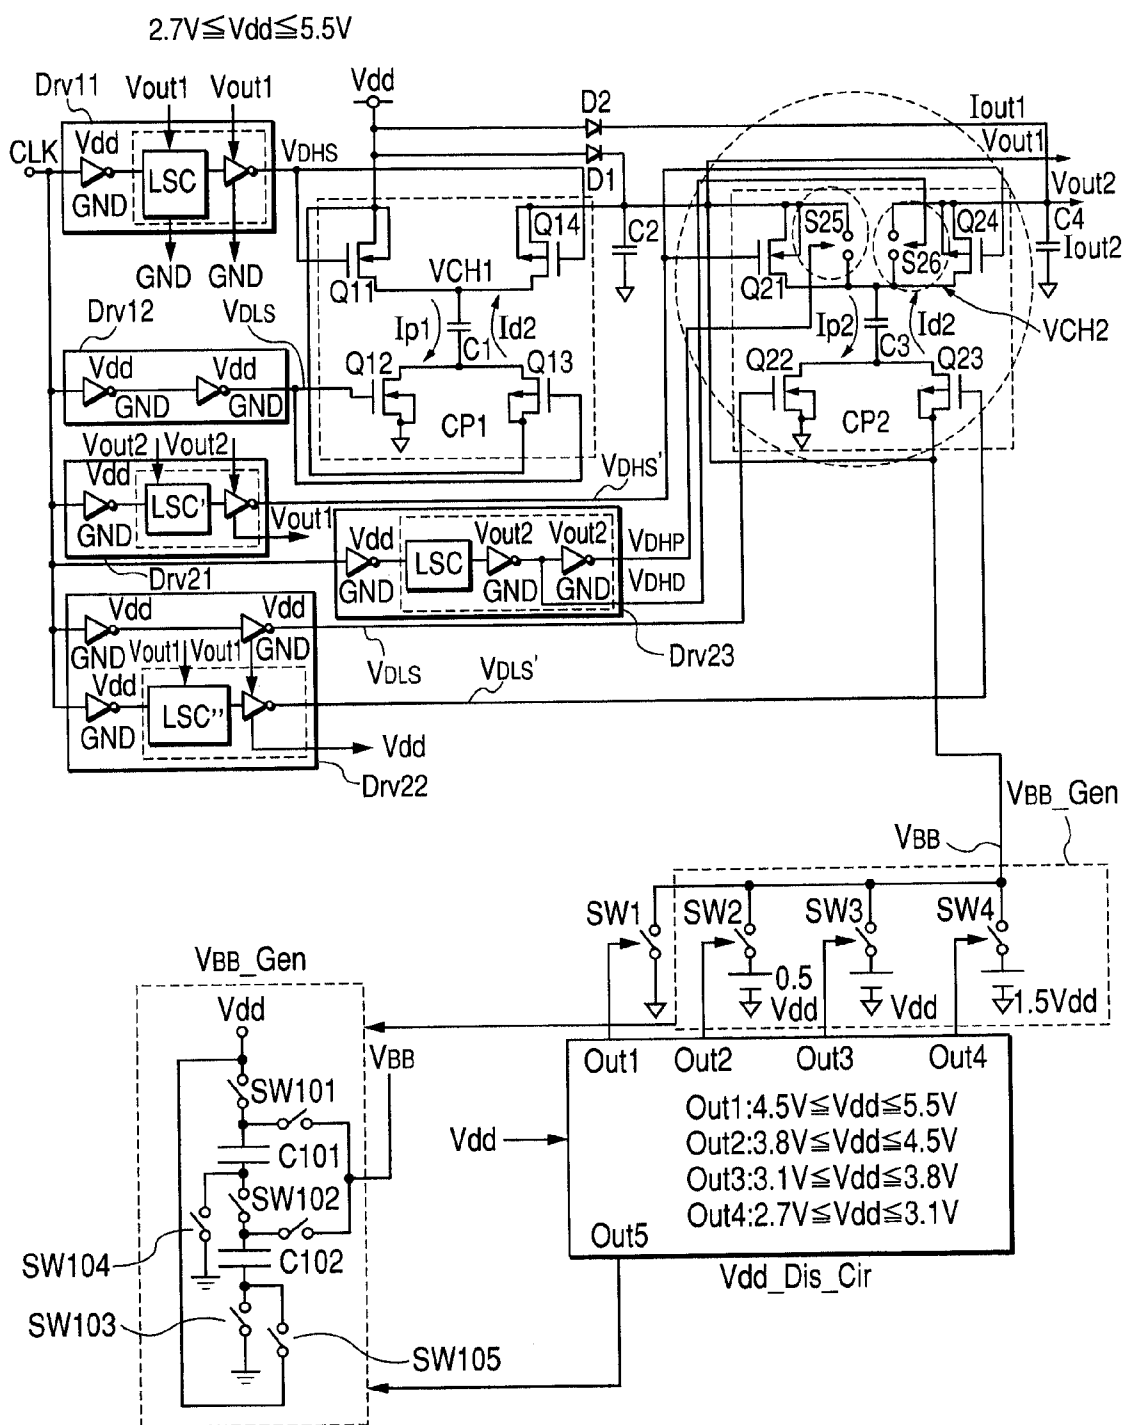 2.7V≦Vdd≦5.5V
Drv11
Vout1
Vout1
Vdd
D2
Iout1
Vout1
CLK
Vdd
LSC
VDHS
D1
Vout2
GND
GND
GND
Q14
C2
S25
S26
Q24
C4
Iout2
Q11
VCH1
Q21
VCH2
Drv12
VDLS
Ip1
C1
Id2
Ip2
C3
Id2
Vdd
Vdd
GND
GND
Q12
Q13
Q22
Q23
CP1
CP2
Vout2
Vout2
Vdd
LSC'
GND
Vout1
VDHS'
Drv21
Vdd
LSC
Vout2
Vout2
GND
GND
GND
VDHP
VDHD
Drv23
Vdd
Vdd
GND
GND
Vout1
Vout1
VDLS
Vdd
LSC''
GND
VDLS'
Vdd
Drv22
VBB_Gen
VBB
SW1
SW2
SW3
SW4
0.5
Vdd
Vdd
1.5Vdd
VBB_Gen
Vdd
VBB
SW101
C101
SW102
C102
SW104
SW103
SW105
Out1
Out2
Out3
Out4
Vdd
Out1:4.5V≦Vdd≦5.5V
Out2:3.8V≦Vdd≦4.5V
Out3:3.1V≦Vdd≦3.8V
Out4:2.7V≦Vdd≦3.1V
Out5
Vdd_Dis_Cir